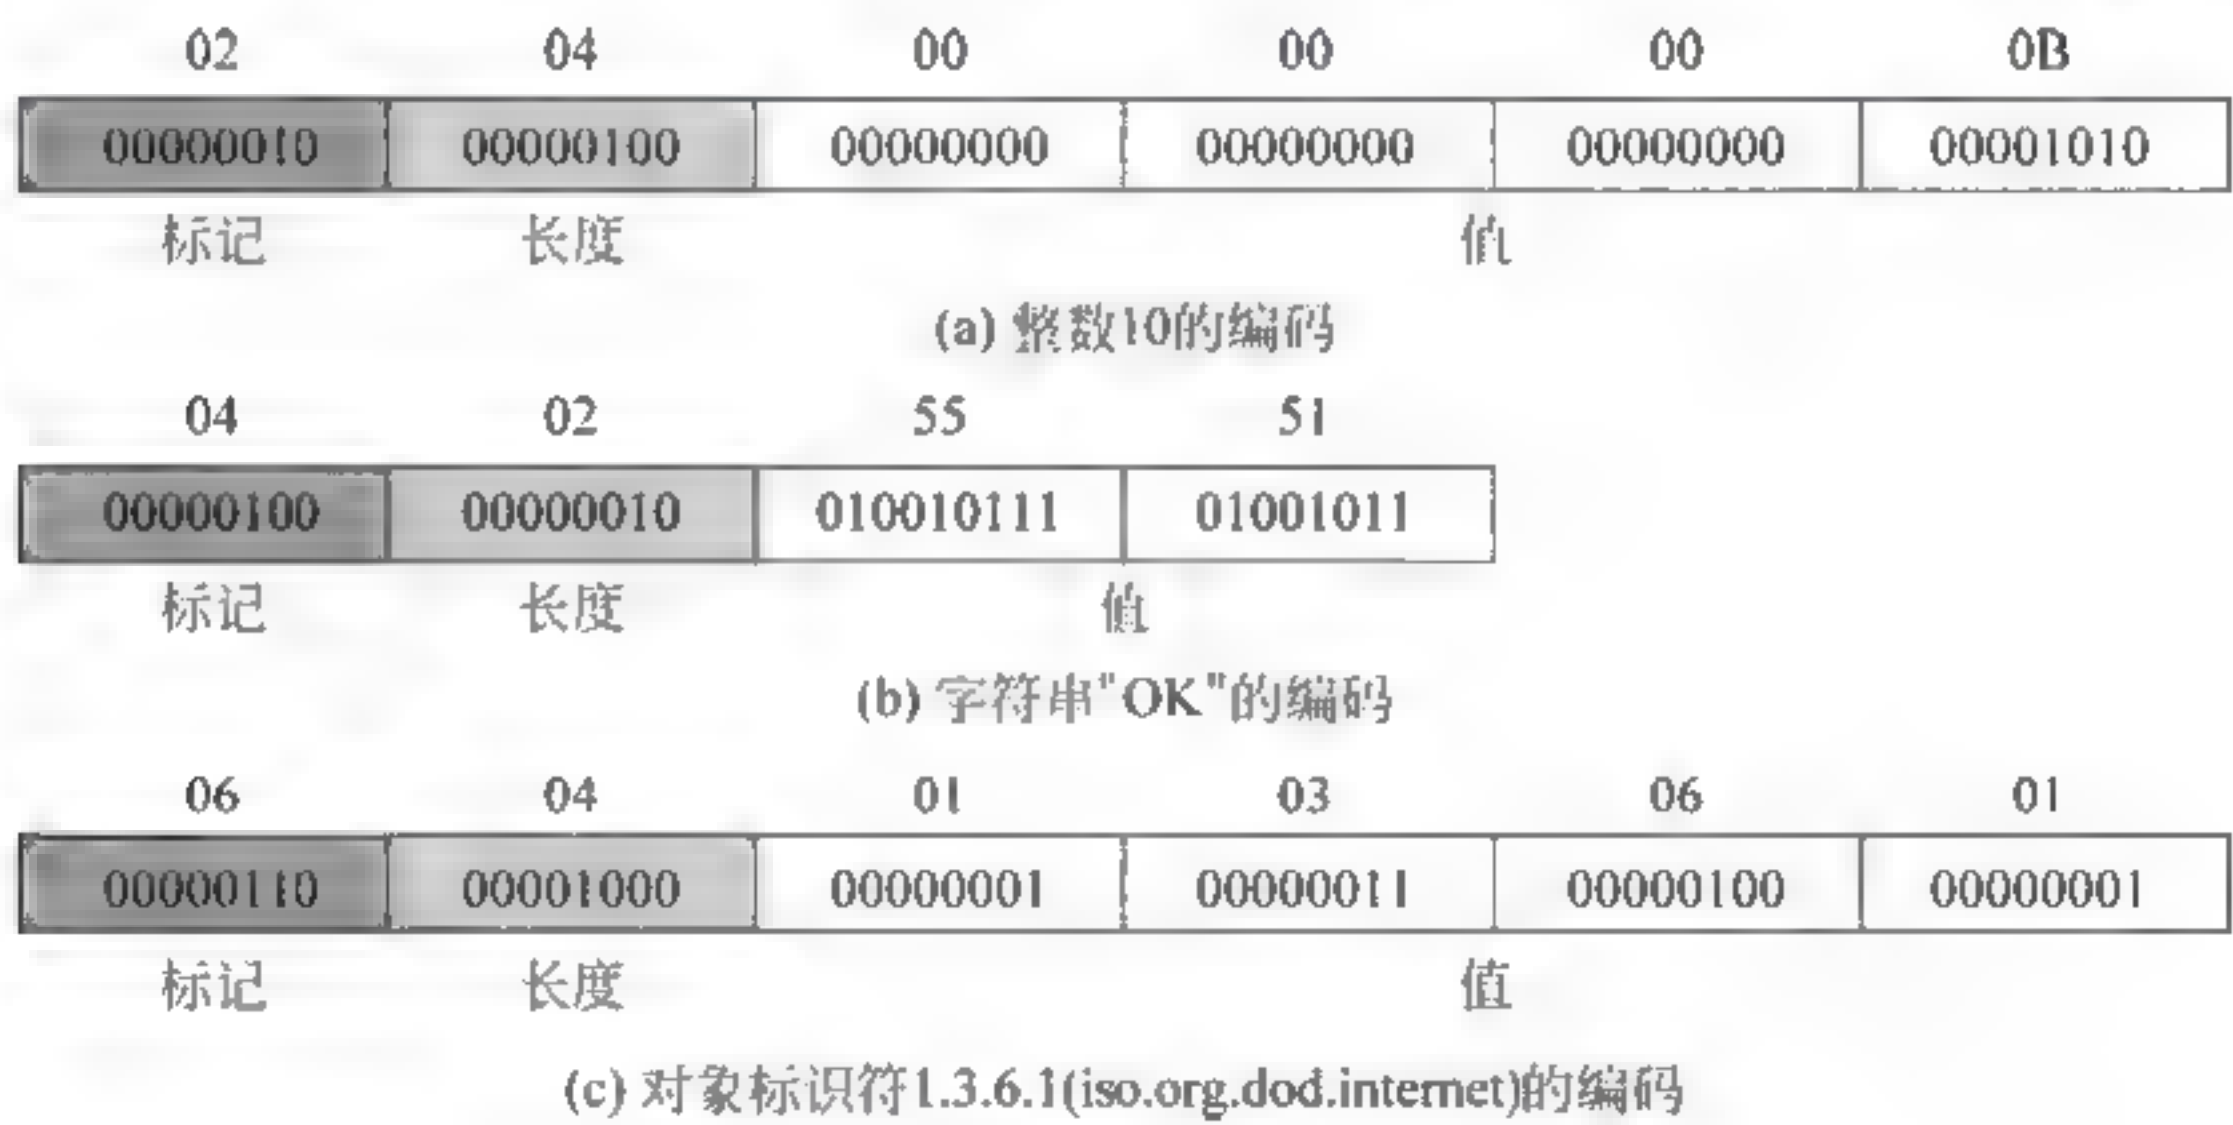 02 04 00 00 00 0B
00000010 00000100 00000000 00000000 00000000 00001010
标记 长度 值
(a) 整数10的编码
04 02 55 51
00000100 00000010 010010111 01001011
标记 长度 值
(b) 字符串"OK"的编码
06 04 01 03 06 01
00000110 00001000 00000001 00000011 00000100 00000001
标记 长度 值
(c) 对象标识符1.3.6.1(iso.org.dod.internet)的编码